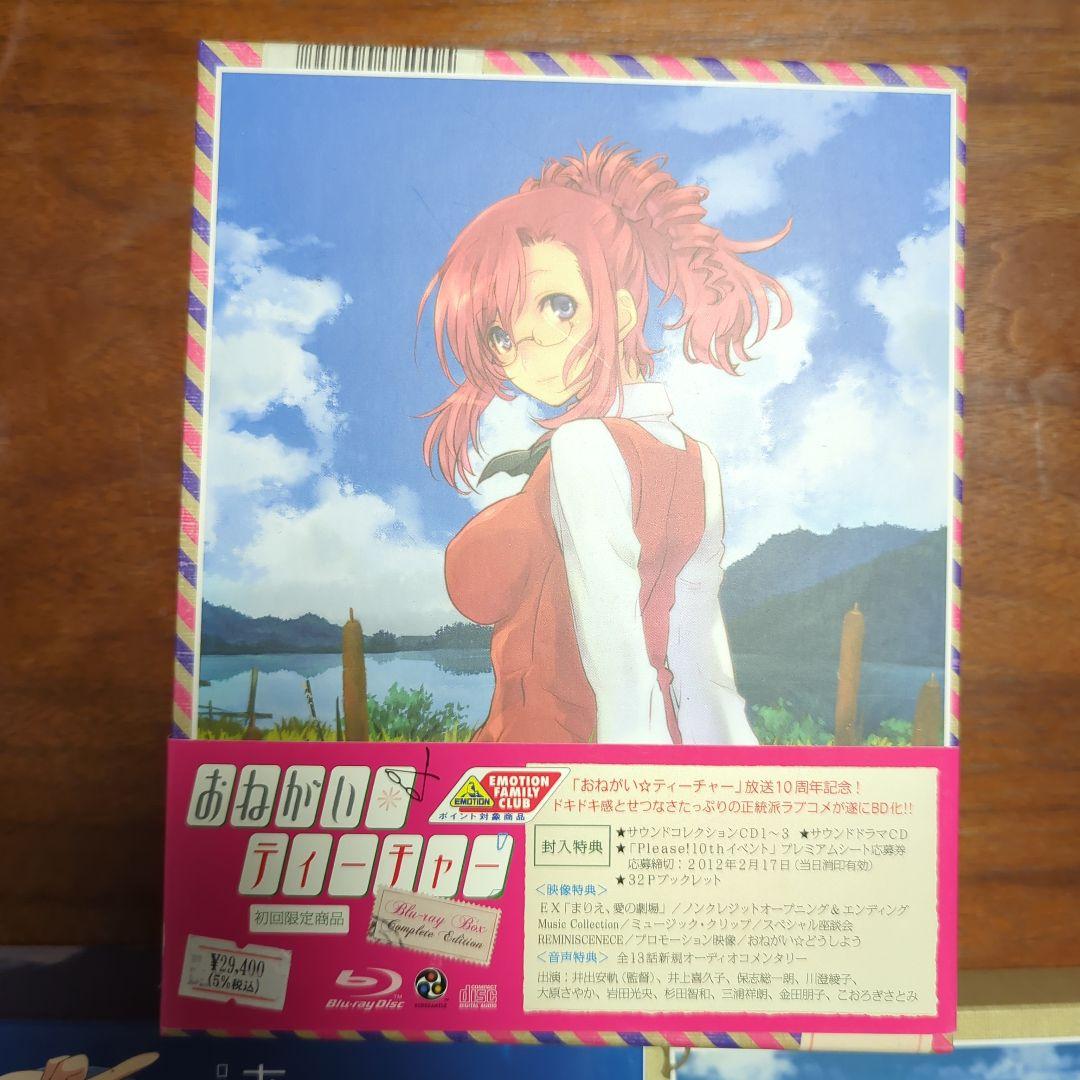 おねがい☆
ティーチャー
初回限定商品
Blu-ray Box
Complete Edition
¥29,400
(5%税込)
Blu-ray Disc™
COMPACT
disc
DIGITAL AUDIO
EMOTION
EMOTION
FAMILY
CLUB
ポイント対象商品
「おねがい☆ティーチャー」放送10周年記念!
ドキドキ感とせつなさたっぷりの正統派ラブコメが遂にBD化!!
封入特典
★サウンドコレクションCD1〜3 ★サウンドドラマCD
★「Please!10thイベント」プレミアムシート応募券
応募締切:2012年2月17日(当日消印有効)
★32Pブックレット
<映像特典>
EX「まりえ、愛の劇場」/ノンクレジットオープニング&エンディング
Music Collection/ミュージック・クリップ/スペシャル座談会
REMINISCENECE/プロモーション映像/おねがい☆どうしよう
<音声特典> 全13話新規オーディオコメンタリー
出演:井出安軌(監督)、井上喜久子、保志総一朗、川澄綾子、
大原さやか、岩田光央、杉田智和、三浦祥朗、金田朋子、こおろぎさとみ